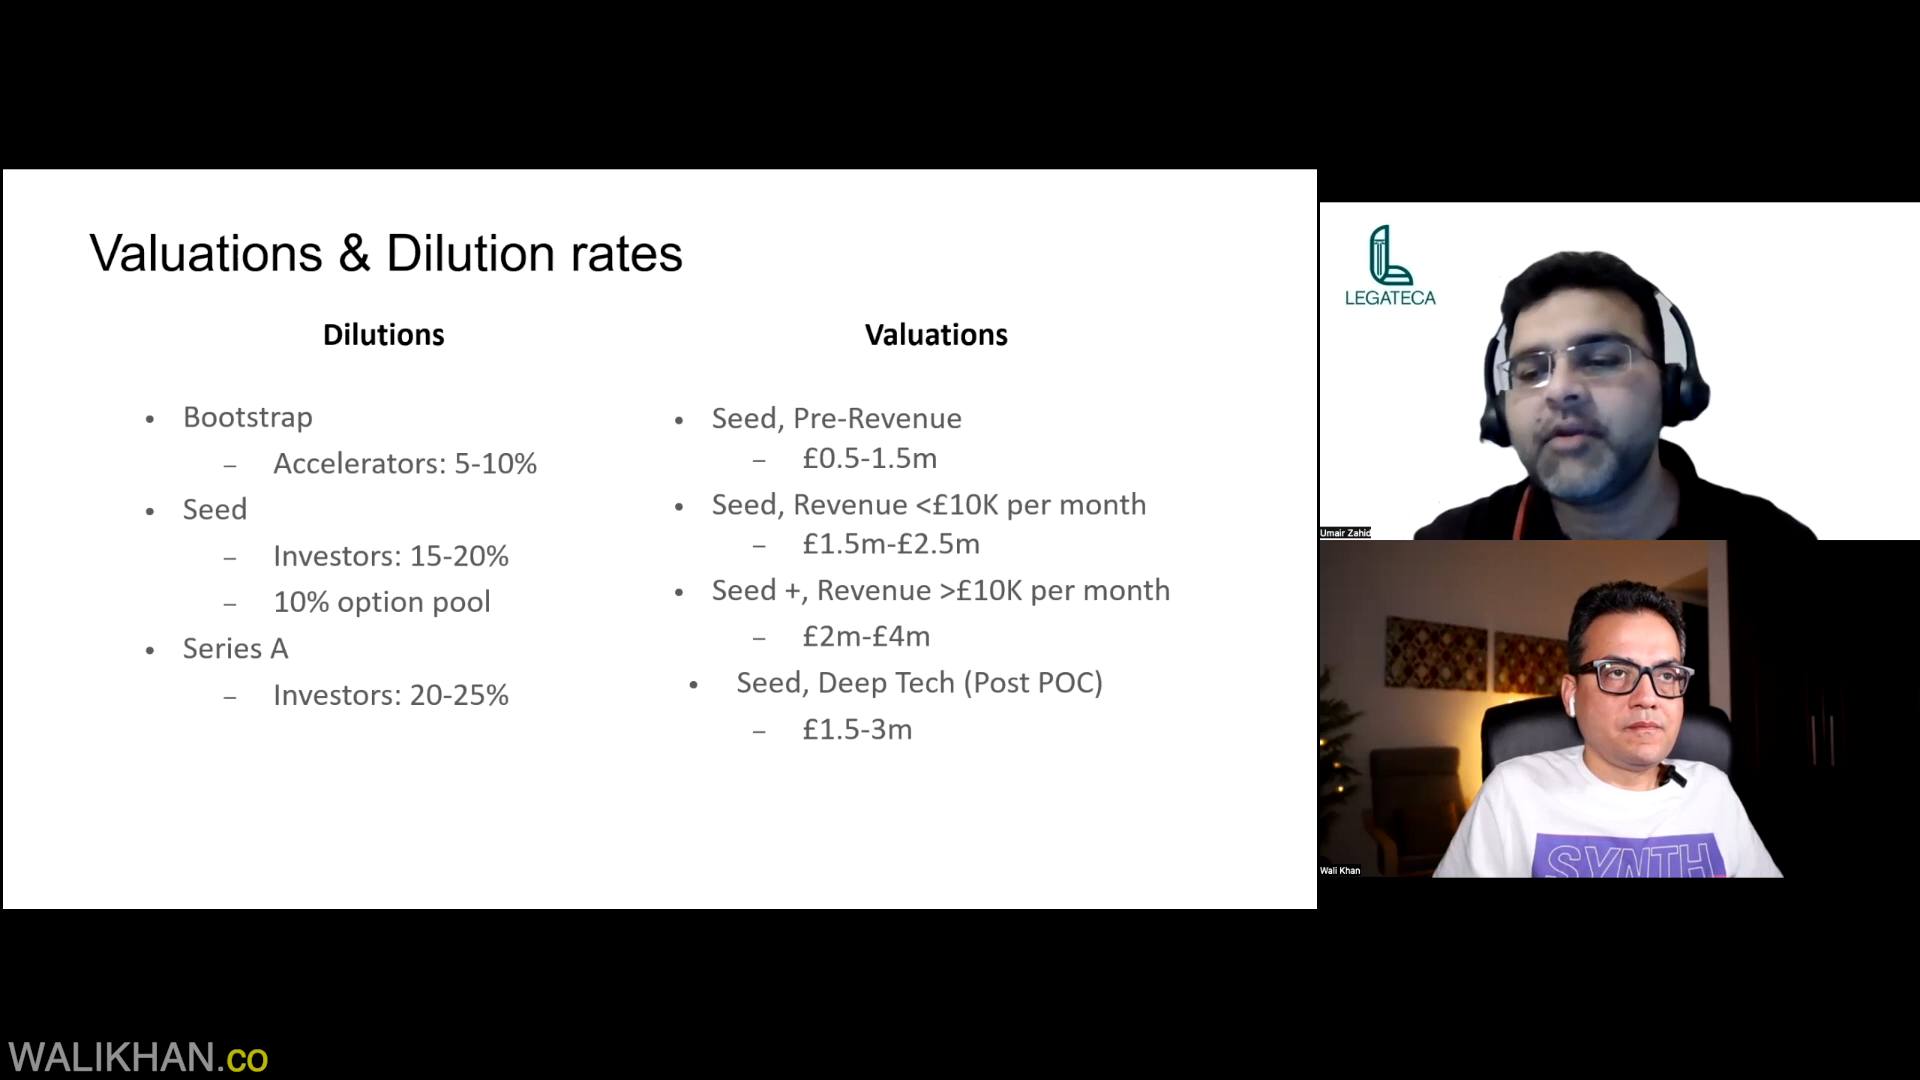 Valuations & Dilution rates
Dilutions
• Bootstrap
– Accelerators: 5-10%
• Seed
– Investors: 15-20%
– 10% option pool
• Series A
– Investors: 20-25%
Valuations
• Seed, Pre-Revenue
– £0.5-1.5m
• Seed, Revenue <£10K per month
– £1.5m-£2.5m
• Seed +, Revenue >£10K per month
– £2m-£4m
• Seed, Deep Tech (Post POC)
– £1.5-3m
LEGATECA
Umair Zahid
SYNTH
Wali Khan
WALIKHAN.co